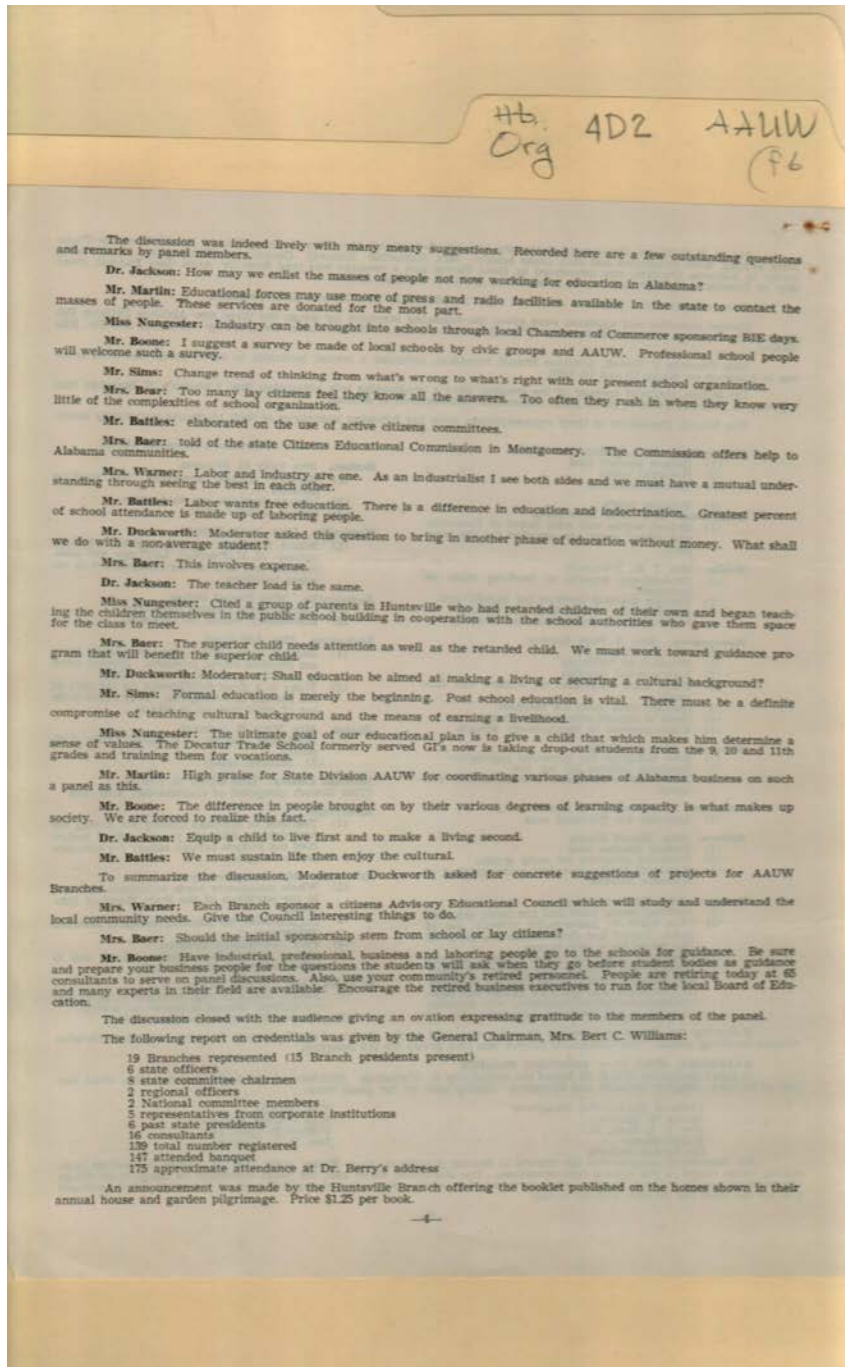 Hb. 4D2 AAUW
Org (f6
The discussion was indeed lively with many meaty suggestions. Recorded here are a few outstanding questions
and remarks by panel members.
Dr. Jackson: How may we enlist the masses of people not now working for education in Alabama?
Mr. Martin: Educational forces may use more of press and radio facilities available in the state to contact the
masses of people. These services are donated for the most part.
Miss Nungester: Industry can be brought into schools through local Chambers of Commerce sponsoring BIE days.
Mr. Boone: I suggest a survey be made of local schools by civic groups and AAUW. Professional school people
will welcome such a survey.
Mr. Sims: Change trend of thinking from what's wrong to what's right with our present school organization.
Mrs. Bear: Too many lay citizens feel they know all the answers. Too often they rush in when they know very
little of the complexities of school organization.
Mr. Battles: elaborated on the use of active citizens committees.
Mrs. Baer: told of the state Citizens Educational Commission in Montgomery. The Commission offers help to
Alabama communities.
Mrs. Warner: Labor and industry are one. As an industrialist I see both sides and we must have a mutual under-
standing through seeing the best in each other.
Mr. Battles: Labor wants free education. There is a difference in education and indoctrination. Greatest percent
of school attendance is made up of laboring people.
Mr. Duckworth: Moderator asked this question to bring in another phase of education without money. What shall
we do with a non-average student?
Mrs. Baer: This involves expense.
Dr. Jackson: The teacher load is the same.
Miss Nungester: Cited a group of parents in Huntsville who had retarded children of their own and began teach-
ing the children themselves in the public school building in cooperation with the school authorities who gave them space
for the class to meet.
Mrs. Baer: The superior child needs attention as well as the retarded child. We must work toward guidance pro-
gram that will benefit the superior child.
Mr. Duckworth: Moderator; Shall education be aimed at making a living or securing a cultural background?
Mr. Sims: Formal education is merely the beginning. Post school education is vital. There must be a definite
compromise of teaching cultural background and the means of earning a livelihood.
Miss Nungester: The ultimate goal of our educational plan is to give a child that which makes him determine a
sense of values. The Decatur Trade School formerly served GI's now is taking drop-out students from the 9, 10 and 11th
grades and training them for vocations.
Mr. Martin: High praise for State Division AAUW for coordinating various phases of Alabama business on such
a panel as this.
Mr. Boone: The difference in people brought on by their various degrees of learning capacity is what makes up
society. We are forced to realize this fact.
Dr. Jackson: Equip a child to live first and to make a living second.
Mr. Battles: We must sustain life then enjoy the cultural.
To summarize the discussion, Moderator Duckworth asked for concrete suggestions of projects for AAUW
Branches.
Mrs. Warner: Each Branch sponsor a citizens Advisory Educational Council which will study and understand the
local community needs. Give the Council interesting things to do.
Mrs. Baer: Should the initial sponsorship stem from school or lay citizens?
Mr. Boone: Have industrial, professional, business and laboring people go to the schools for guidance. Be sure
and prepare your business people for the questions the students will ask when they go before student bodies as guidance
consultants to serve on panel discussions. Also, use your community's retired personnel. People are retiring today at 65
and many experts in their field are available. Encourage the retired business executives to run for the local Board of Edu-
cation.
The discussion closed with the audience giving an ovation expressing gratitude to the members of the panel.
The following report on credentials was given by the General Chairman, Mrs. Bert C. Williams:
19 Branches represented (15 Branch presidents present)
6 state officers
8 state committee chairmen
2 regional officers
2 National committee members
5 representatives from corporate institutions
6 past state presidents
16 consultants
139 total number registered
147 attended banquet
175 approximate attendance at Dr. Berry's address
An announcement was made by the Huntsville Branch offering the booklet published on the homes shown in their
annual house and garden pilgrimage. Price $1.25 per book.
—4—